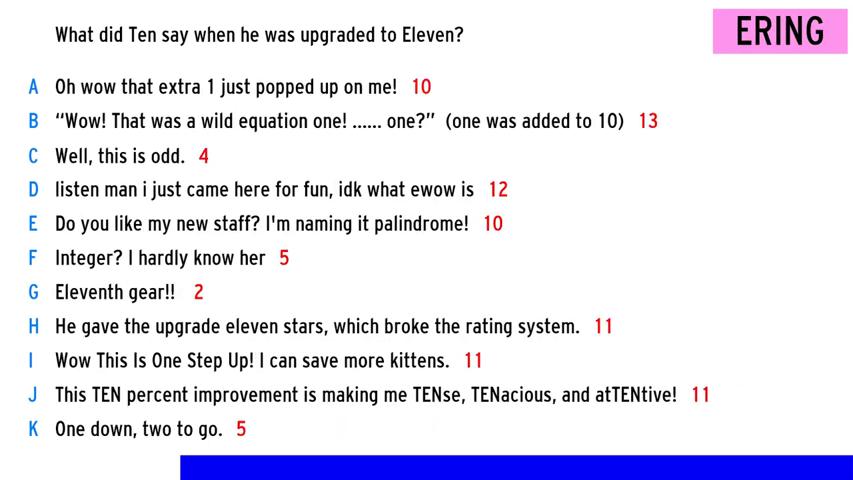 What did Ten say when he was upgraded to Eleven?
ERING
A Oh wow that extra 1 just popped up on me! 10
B “Wow! That was a wild equation one! ...... one?” (one was added to 10) 13
C Well, this is odd. 4
D listen man i just came here for fun, idk what ewow is 12
E Do you like my new staff? I'm naming it palindrome! 10
F Integer? I hardly know her 5
G Eleventh gear!! 2
H He gave the upgrade eleven stars, which broke the rating system. 11
I Wow This Is One Step Up! I can save more kittens. 11
J This TEN percent improvement is making me TENse, TENacious, and atTENtive! 11
K One down, two to go. 5